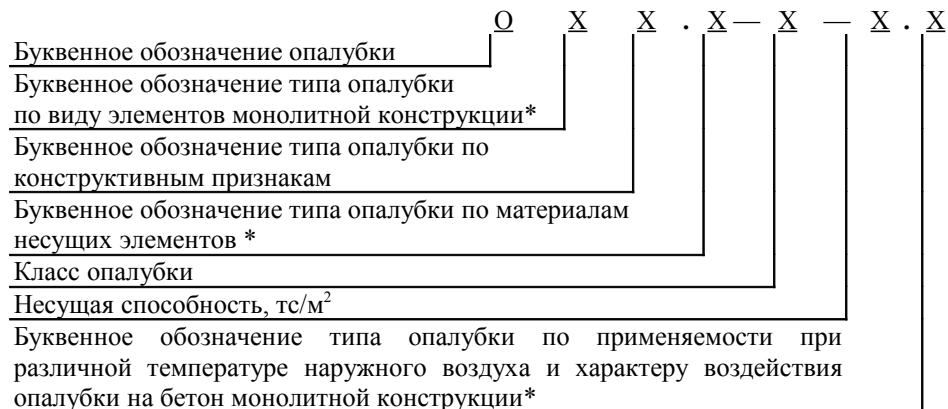 О Х Х . Х — Х — Х . Х
Буквенное обозначение опалубки
Буквенное обозначение типа опалубки
по виду элементов монолитной конструкции*
Буквенное обозначение типа опалубки по
конструктивным признакам
Буквенное обозначение типа опалубки по материалам
несущих элементов *
Класс опалубки
Несущая способность, тс/м²
Буквенное обозначение типа опалубки по применяемости при
различной температуре наружного воздуха и характеру воздействия
опалубки на бетон монолитной конструкции*